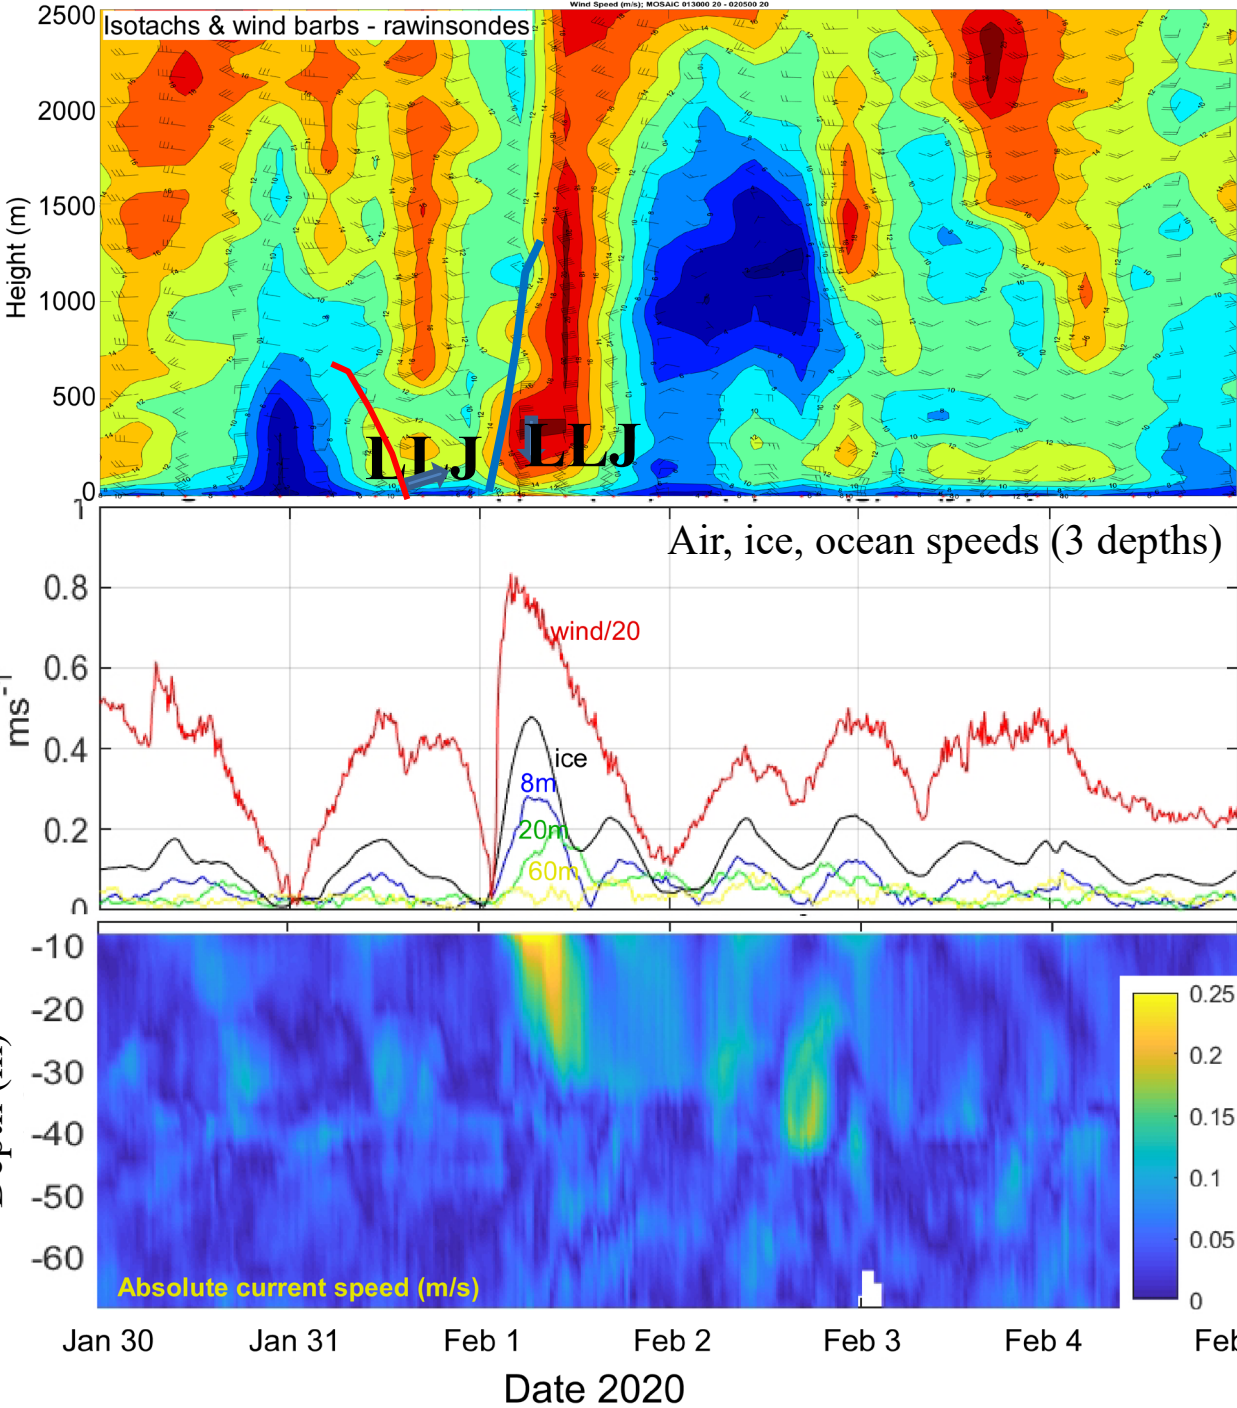 Wind Speed (m/s); MOSAiC 013000 20 - 020500 20
2500
Isotachs & wind barbs - rawinsondes
2000
1500
Height (m)
1000
500
LLJ
LLJ
0
1
Air, ice, ocean speeds (3 depths)
0.8
wind/20
0.6
ms-1
0.4
ice
8m
0.2
20m
60m
0
-10
-20
-30
-40
-50
-60
0.25
0.2
0.15
0.1
0.05
0
Absolute current speed (m/s)
Jan 30
Jan 31
Feb 1
Feb 2
Feb 3
Feb 4
Feb
Date 2020